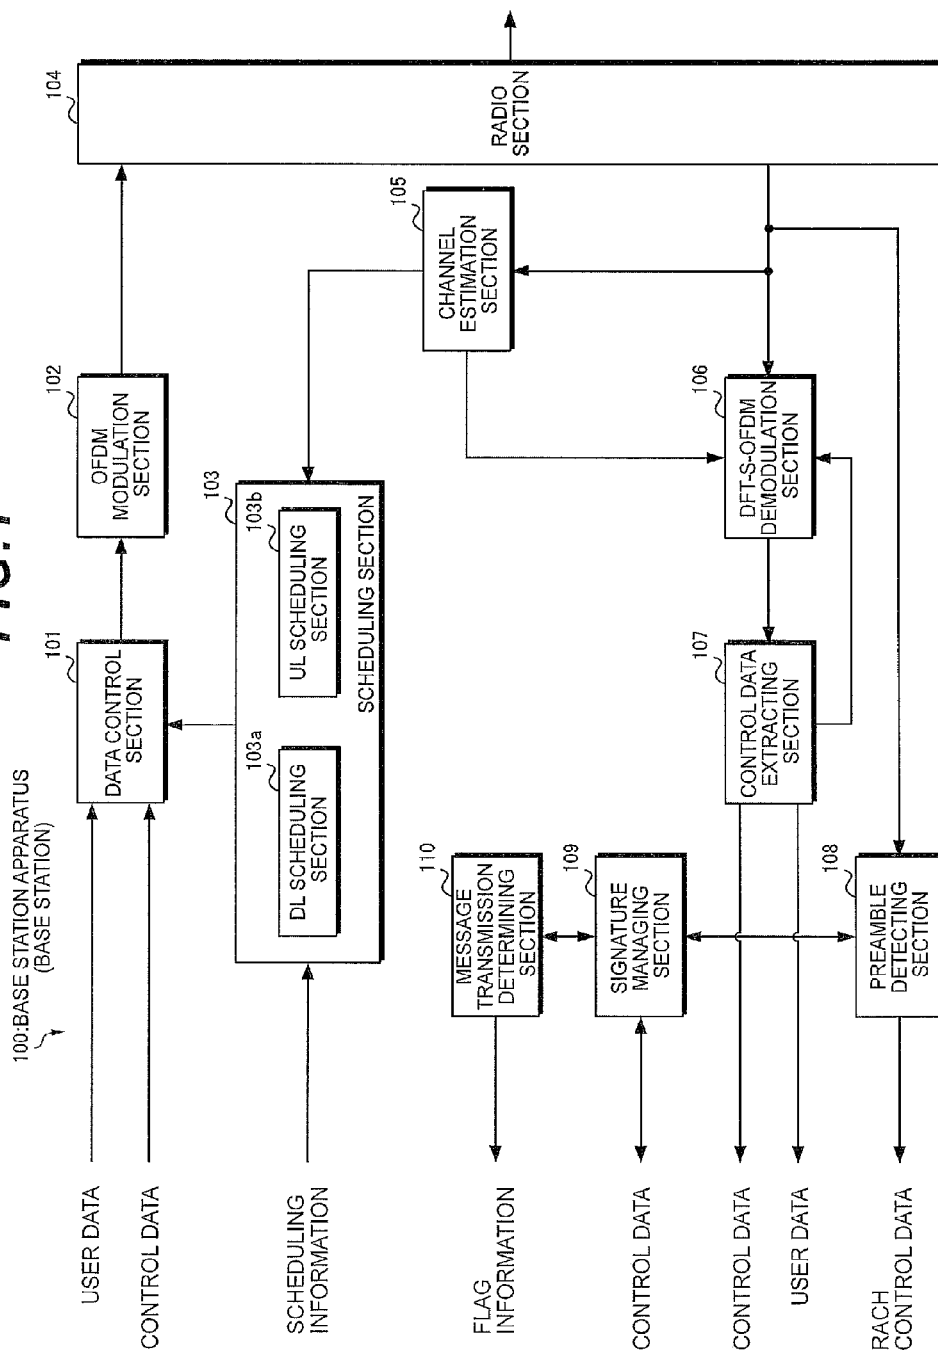 100:BASE STATION APPARATUS
(BASE STATION)
101
102
104
USER DATA
CONTROL DATA
DATA CONTROL
SECTION
OFDM
MODULATION
SECTION
103
103a
103b
SCHEDULING
INFORMATION
DL SCHEDULING
SECTION
UL SCHEDULING
SECTION
SCHEDULING SECTION
RADIO
SECTION
105
CHANNEL
ESTIMATION
SECTION
110
FLAG
INFORMATION
MESSAGE
TRANSMISSION
DETERMINING
SECTION
109
CONTROL DATA
SIGNATURE
MANAGING
SECTION
107
106
CONTROL DATA
USER DATA
CONTROL DATA
EXTRACTING
SECTION
DFT-S-OFDM
DEMODULATION
SECTION
108
RACH
CONTROL DATA
PREAMBLE
DETECTING
SECTION